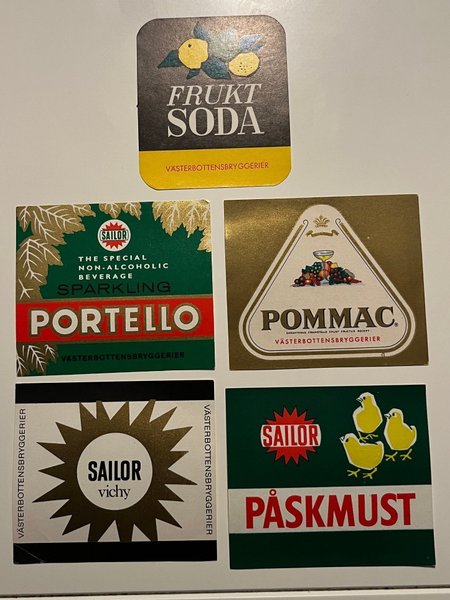 FRUKT
SODA
VÄSTERBOTTENSBRYGGERIER
SAILOR
THE SPECIAL
NON-ALCOHOLIC
BEVERAGE
SPARKLING
PORTELLO
VÄSTERBOTTENSBRYGGERIER
POMMAC
VÄSTERBOTTENSBRYGGERIER
VÄSTERBOTTENSBRYGGERIER
SAILOR
vichy
VÄSTERBOTTENSBRYGGERIER
SAILOR
PÅSKMUST